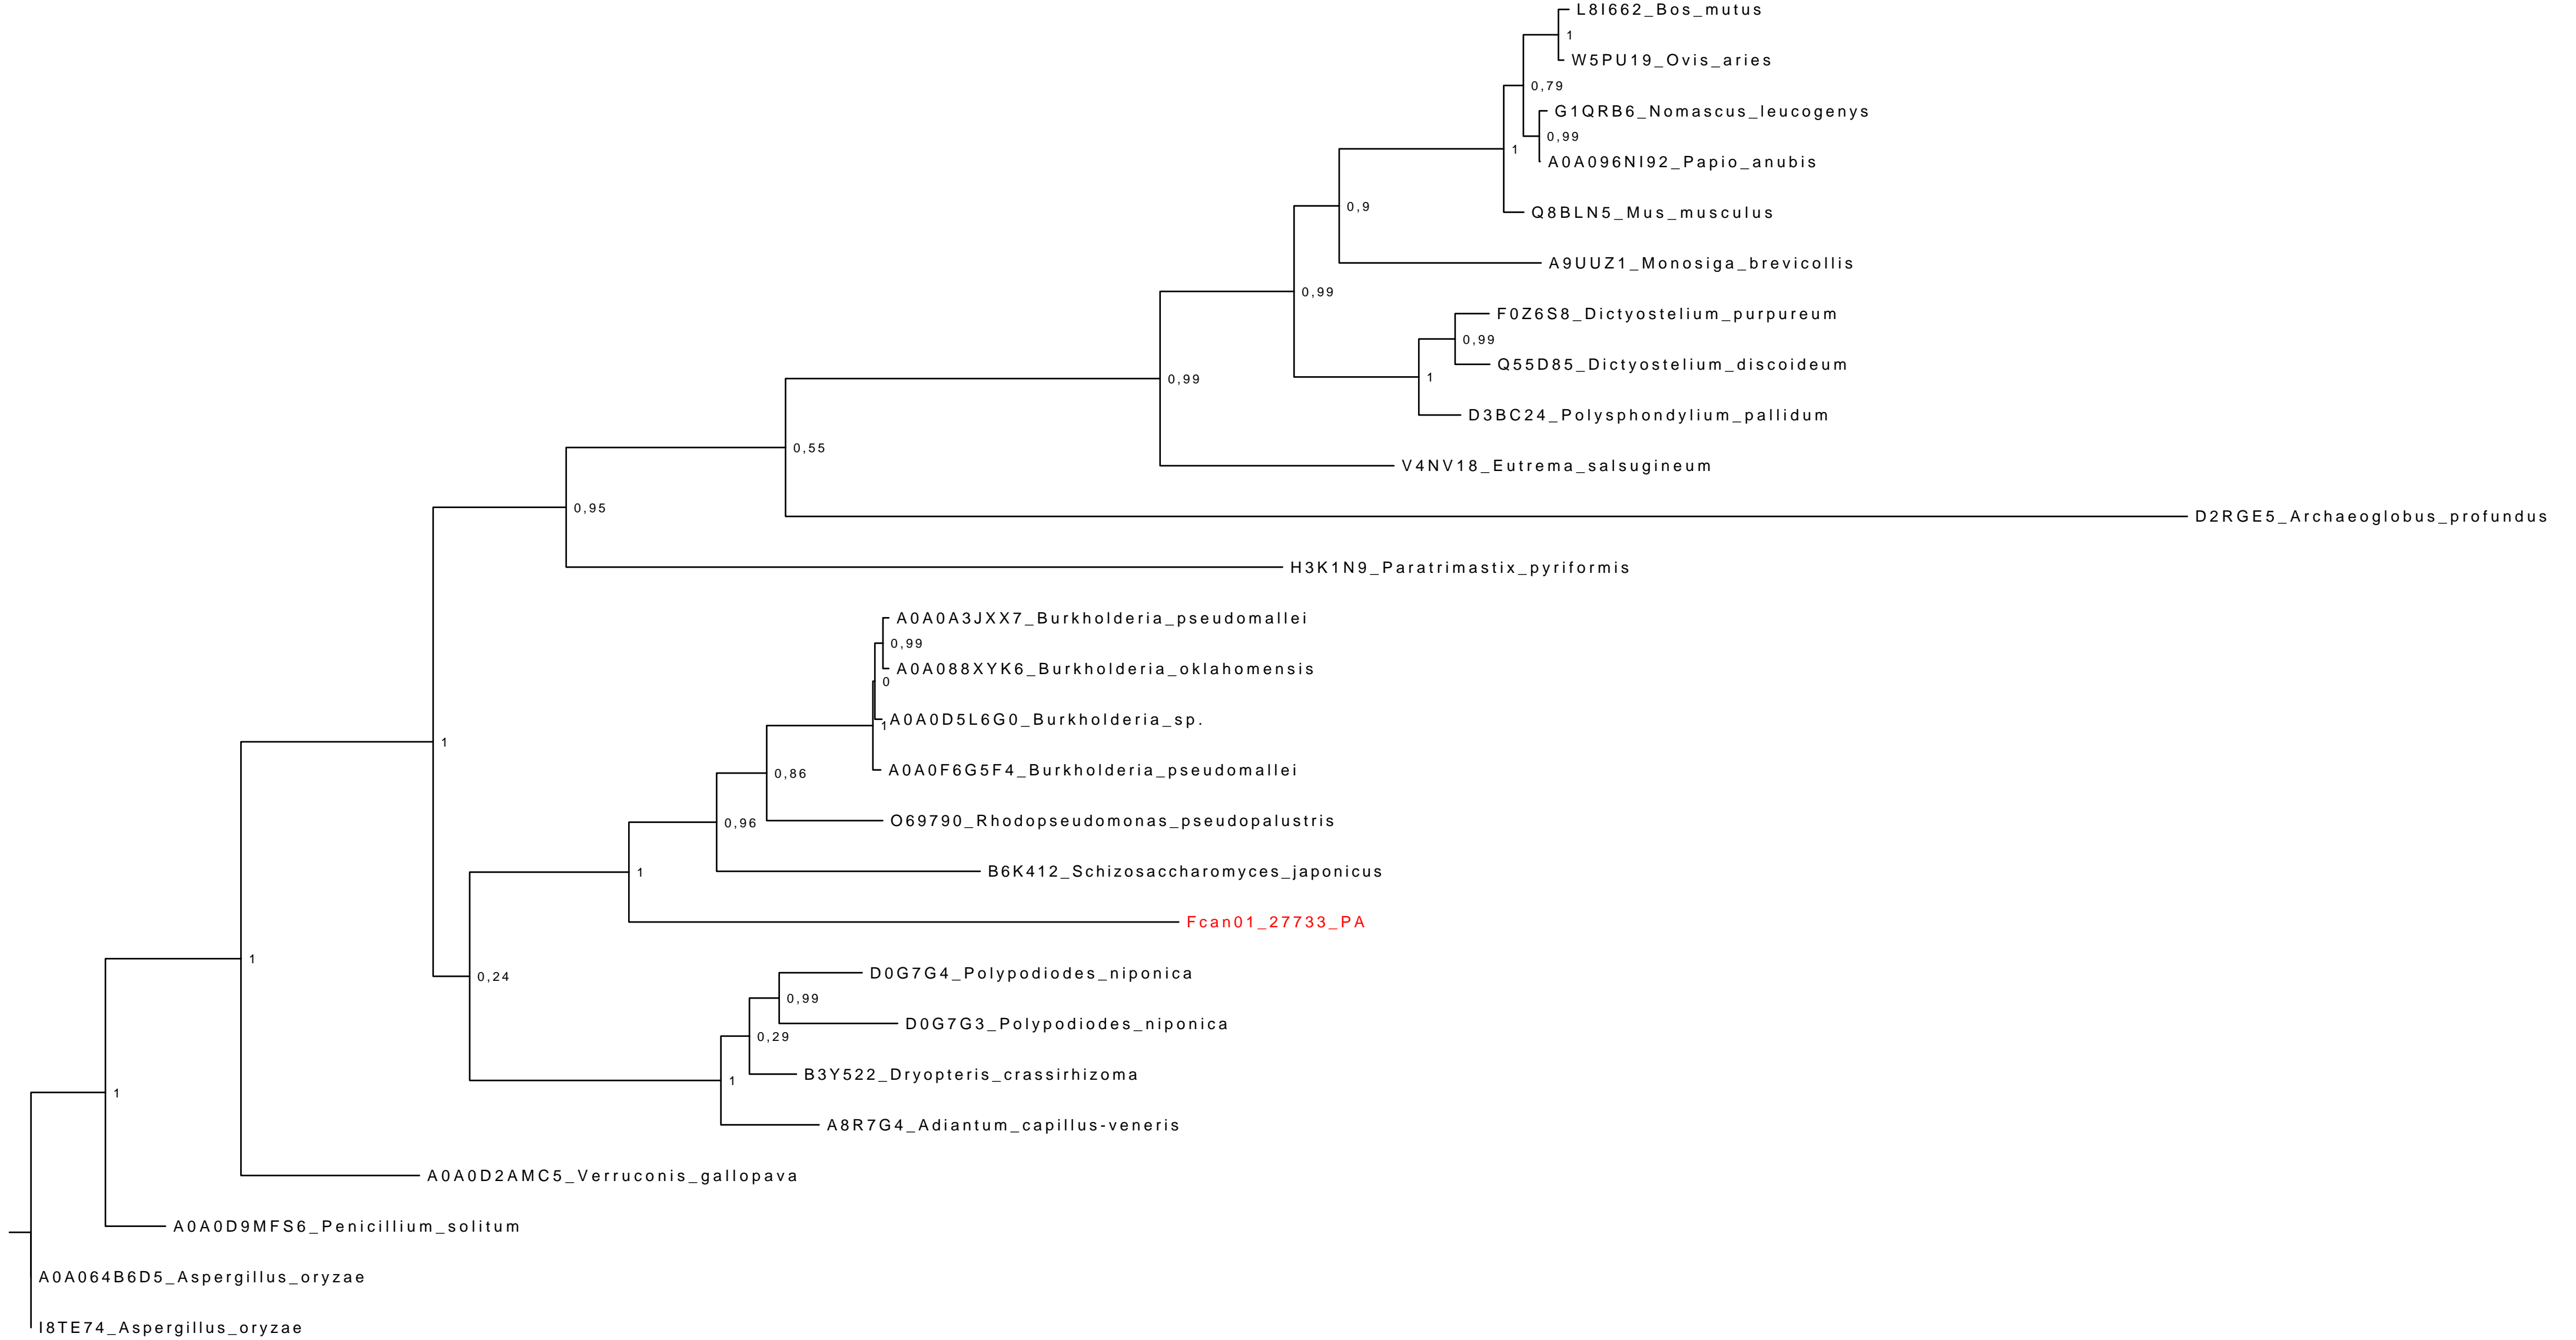 L8I662_Bos_mutus
1
W5PU19_Ovis_aries
0,79
G1QRB6_Nomascus_leucogenys
0,99
1
A0A096NI92_Papio_anubis
0,9
Q8BLN5_Mus_musculus
A9UUZ1_Monosiga_brevicollis
0,99
F0Z6S8_Dictyostelium_purpureum
0,99
Q55D85_Dictyostelium_discoideum
1
0,99
D3BC24_Polysphondylium_pallidum
0,55
V4NV18_Eutrema_salsugineum
0,95
D2RGE5_Archaeoglobus_profundus
H3K1N9_Paratrimastix_pyriformis
A0A0A3JXX7_Burkholderia_pseudomallei
0,99
A0A088XYK6_Burkholderia_oklahomensis
0
A0A0D5L6G0_Burkholderia_sp.
1
1
A0A0F6G5F4_Burkholderia_pseudomallei
0,86
O69790_Rhodopseudomonas_pseudopalustris
0,96
B6K412_Schizosaccharomyces_japonicus
1
Fcan01_27733_PA
1
D0G7G4_Polypodiodes_niponica
0,24
0,99
D0G7G3_Polypodiodes_niponica
0,29
B3Y522_Dryopteris_crassirhizoma
1
1
A8R7G4_Adiantum_capillus-veneris
A0A0D2AMC5_Verruconis_gallopava
A0A0D9MFS6_Penicillium_solitum
A0A064B6D5_Aspergillus_oryzae
I8TE74_Aspergillus_oryzae